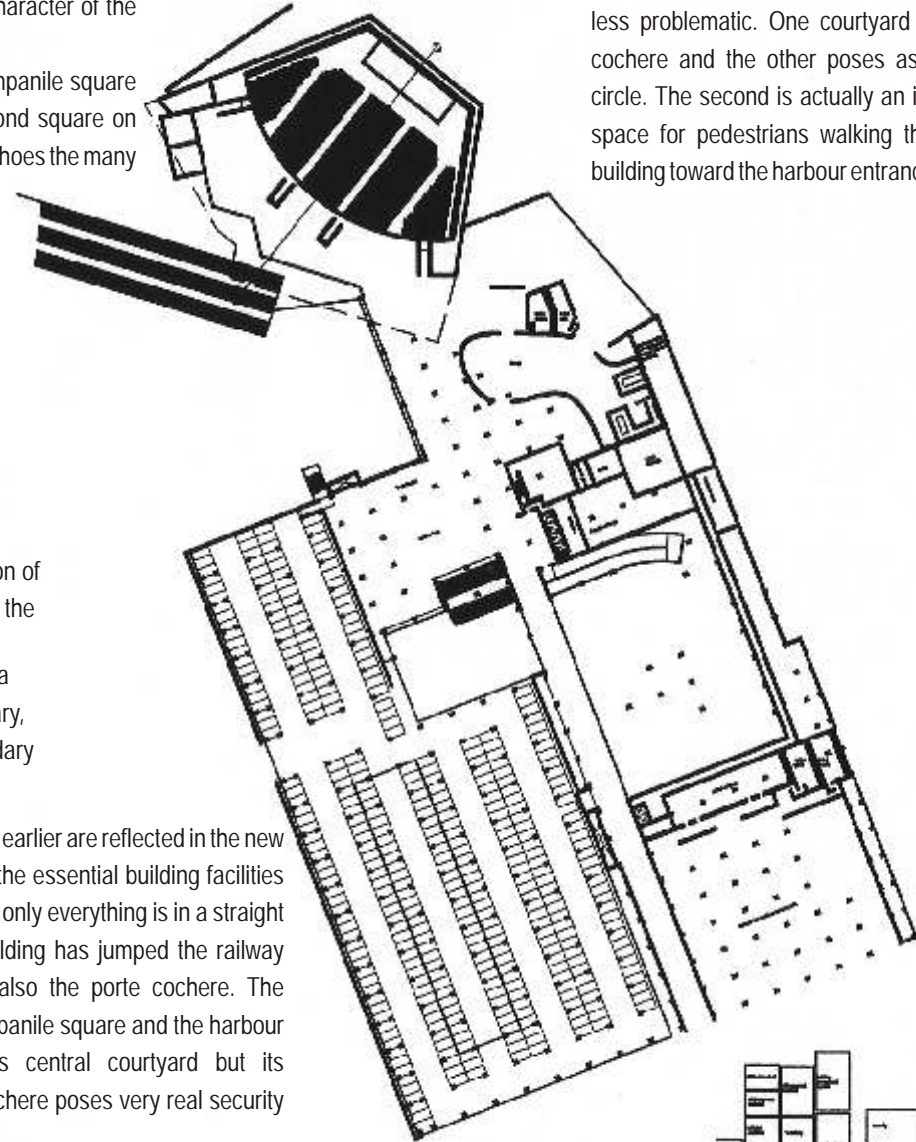 haracter of the
npanile square
ond square on
hoes the many
on of
the
a
ary,
dary
earlier are reflected in the new
the essential building facilities
only everything is in a straight
lding has jumped the railway
also the porte cochere. The
panile square and the harbour
s central courtyard but its
chere poses very real security
less problematic. One courtyard
cochere and the other poses as
circle. The second is actually an i
space for pedestrians walking th
building toward the harbour entranc